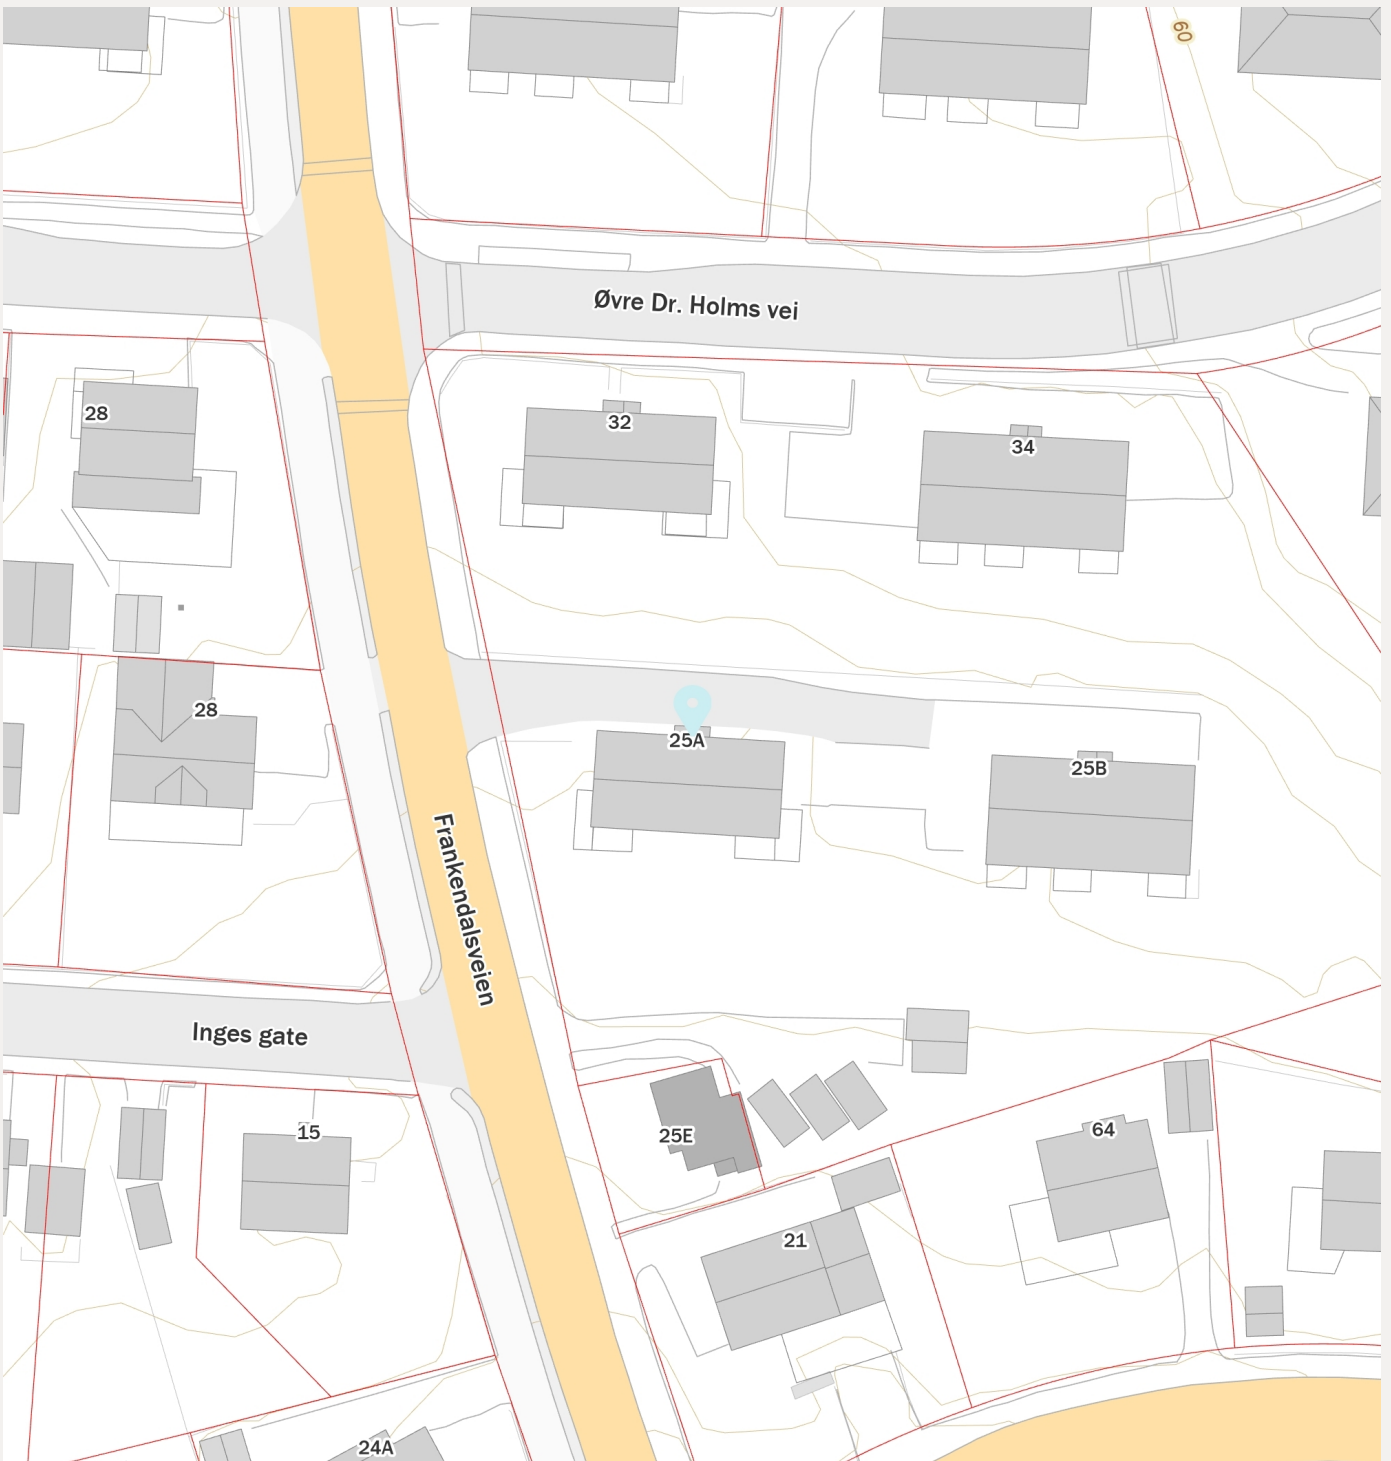 60
Øvre Dr. Holms vei
28
32
34
28
25A
25B
Frankendalsveien
Inges gate
15
25E
64
21
24A